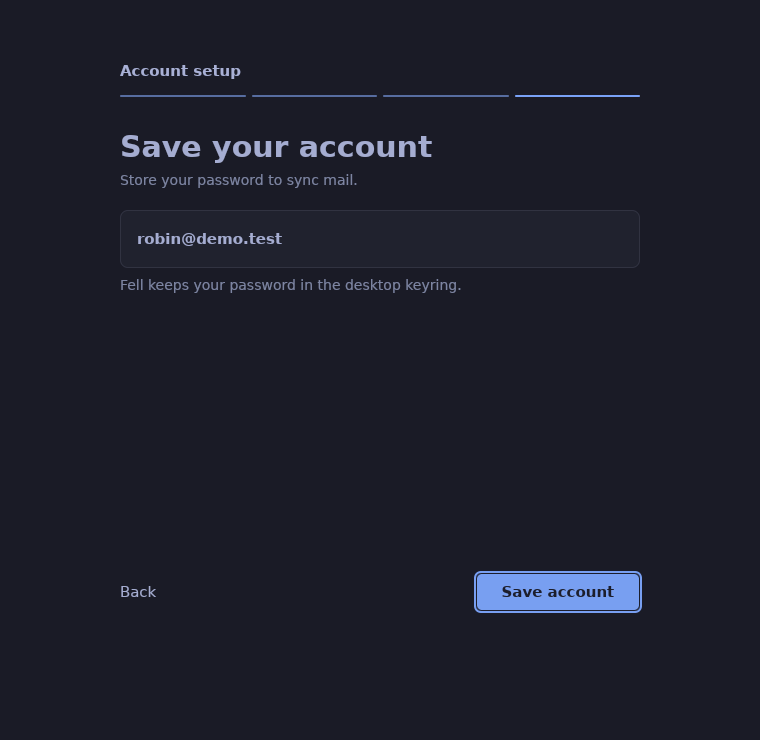 Account setup
Save your account
Store your password to sync mail.
robin@demo.test
Fell keeps your password in the desktop keyring.
Back
Save account